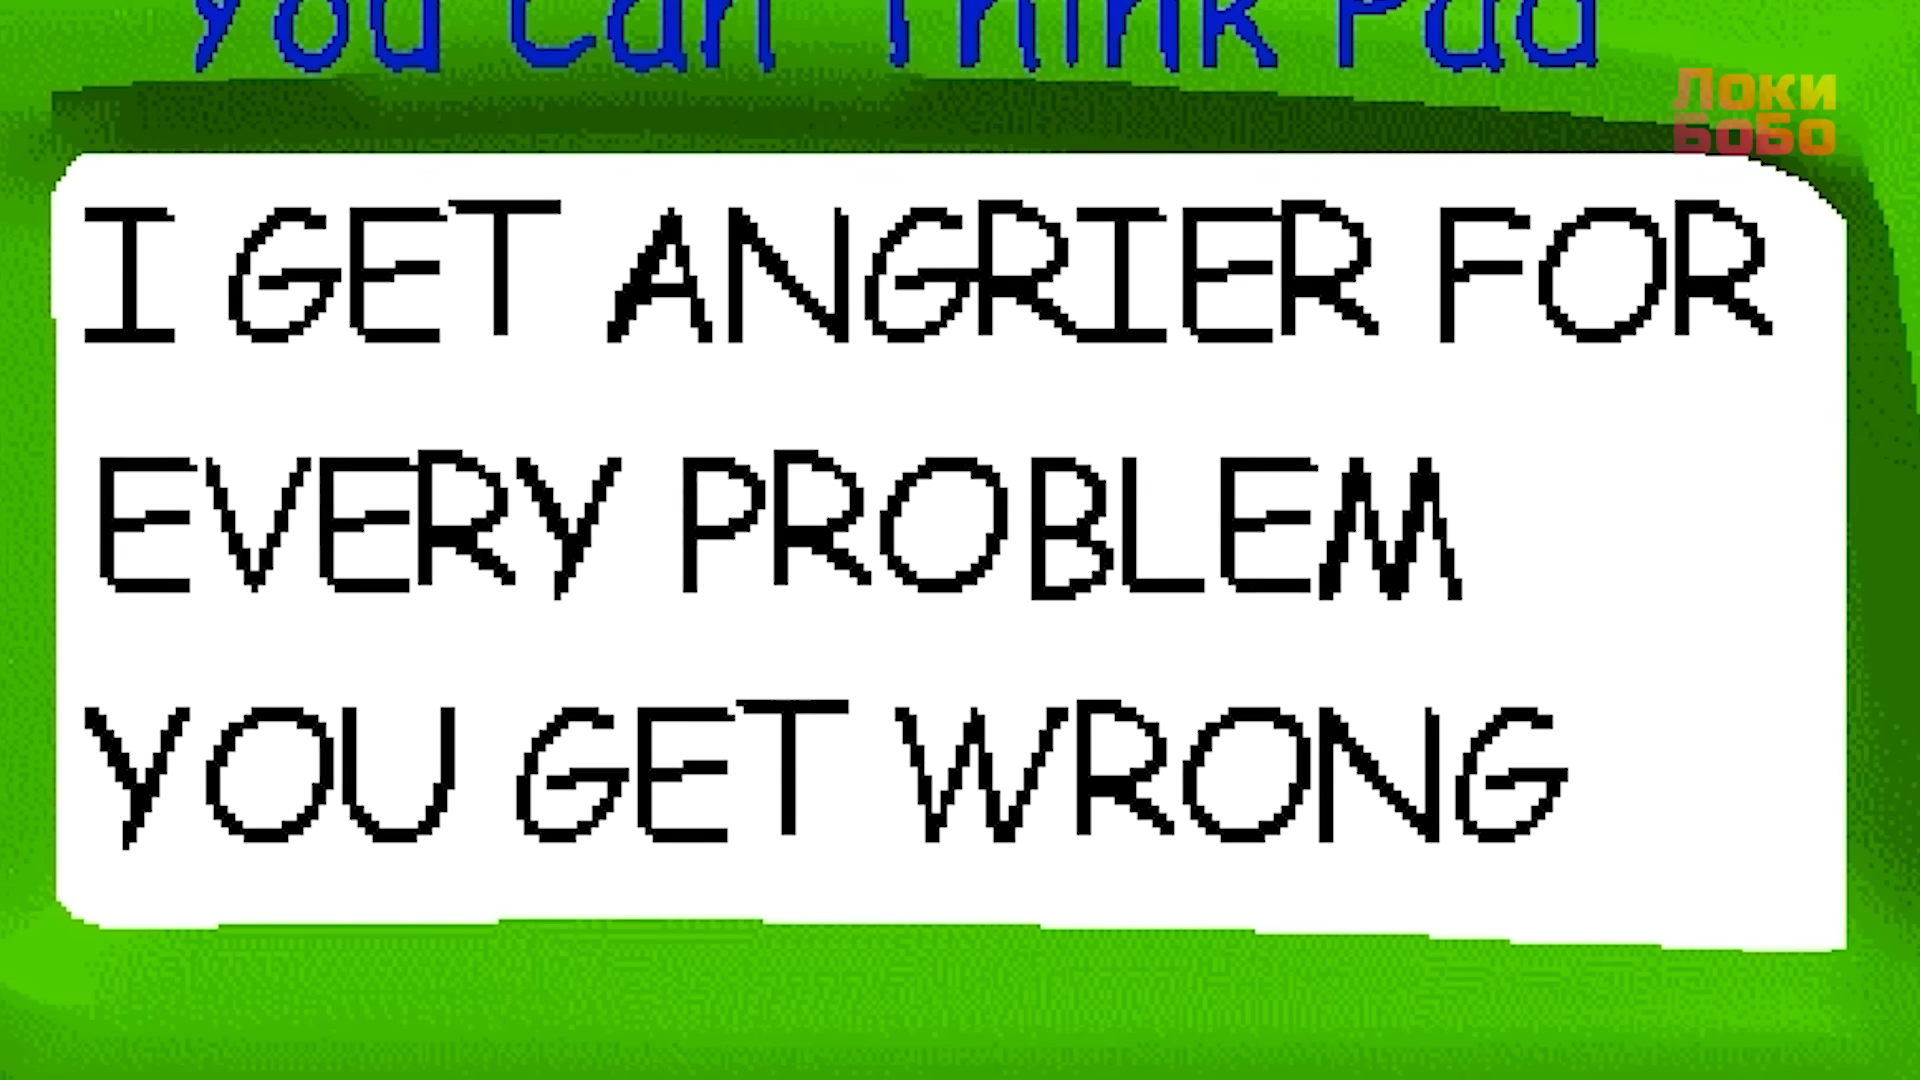 You Can Think Pad
Локи
БоБо
I GET ANGRIER FOR
EVERY PROBLEM
YOU GET WRONG